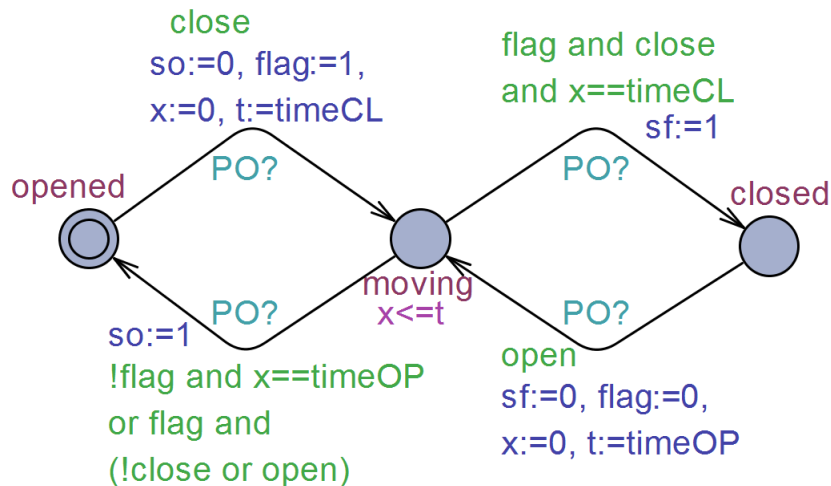 close
so:=0, flag:=1,
x:=0, t:=timeCL
PO?
flag and close
and x==timeCL
sf:=1
PO?
opened
closed
moving
x<=t
PO?
so:=1
!flag and x==timeOP
or flag and
(!close or open)
PO?
open
sf:=0, flag:=0,
x:=0, t:=timeOP